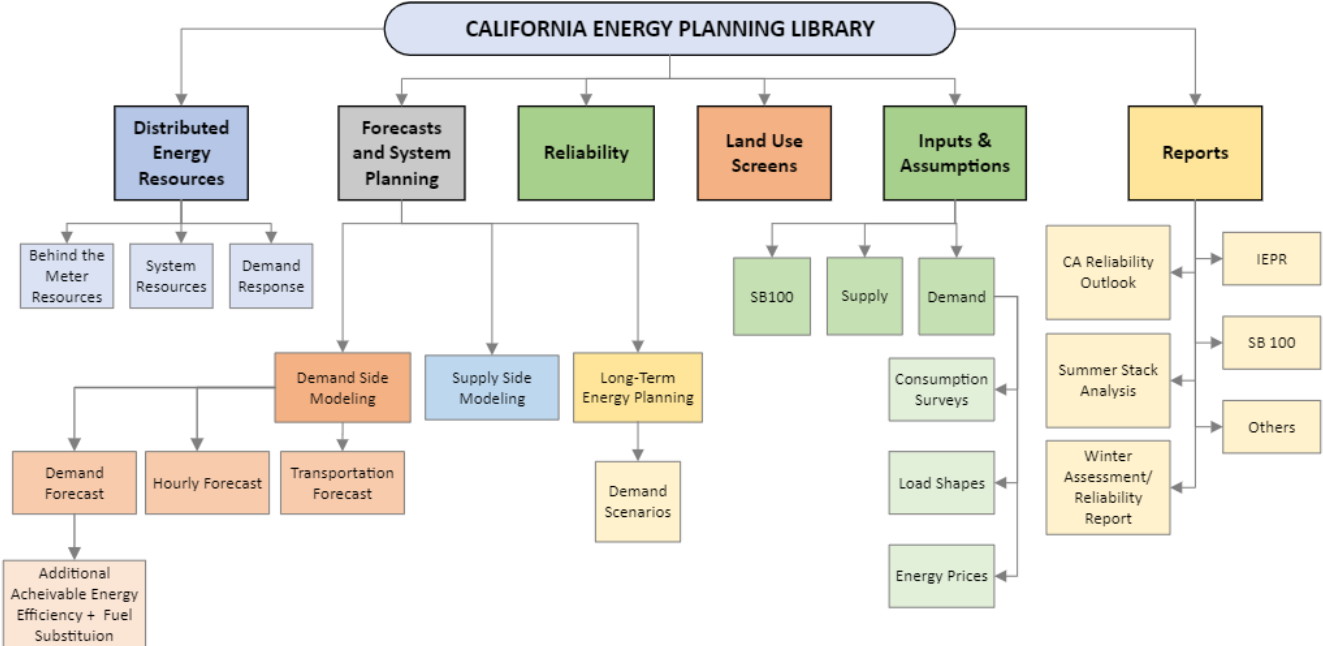 CALIFORNIA ENERGY PLANNING LIBRARY
Distributed
Energy
Resources
Forecasts
and System
Planning
Reliability
Land Use
Screens
Inputs &
Assumptions
Reports
Behind the
Meter
Resources
System
Resources
Demand
Response
SB100
Supply
Demand
CA Reliability
Outlook
IEPR
SB 100
Summer Stack
Analysis
Others
Winter
Assessment/
Reliability
Report
Demand Side
Modeling
Supply Side
Modeling
Long-Term
Energy Planning
Consumption
Surveys
Load Shapes
Energy Prices
Demand
Forecast
Hourly Forecast
Transportation
Forecast
Demand
Scenarios
Additional
Acheivable Energy
Efficiency + Fuel
Substituion